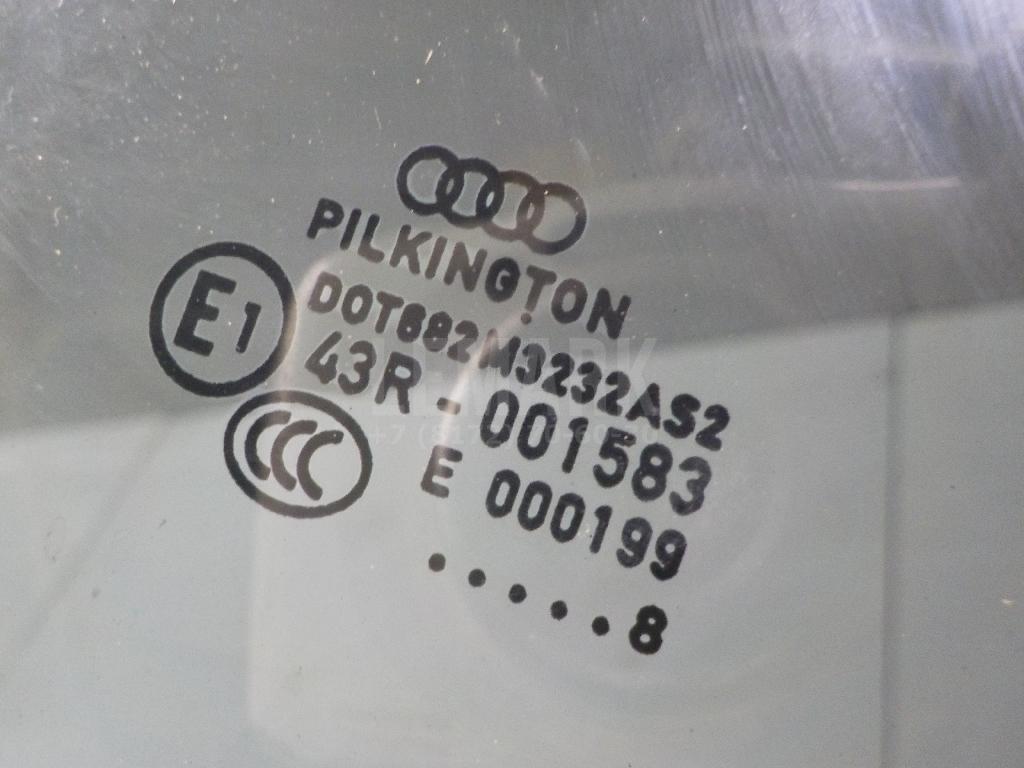 PILKINGTON
E1
DOT682M3232AS2
43R-001583
CCC
E 000199
.....8